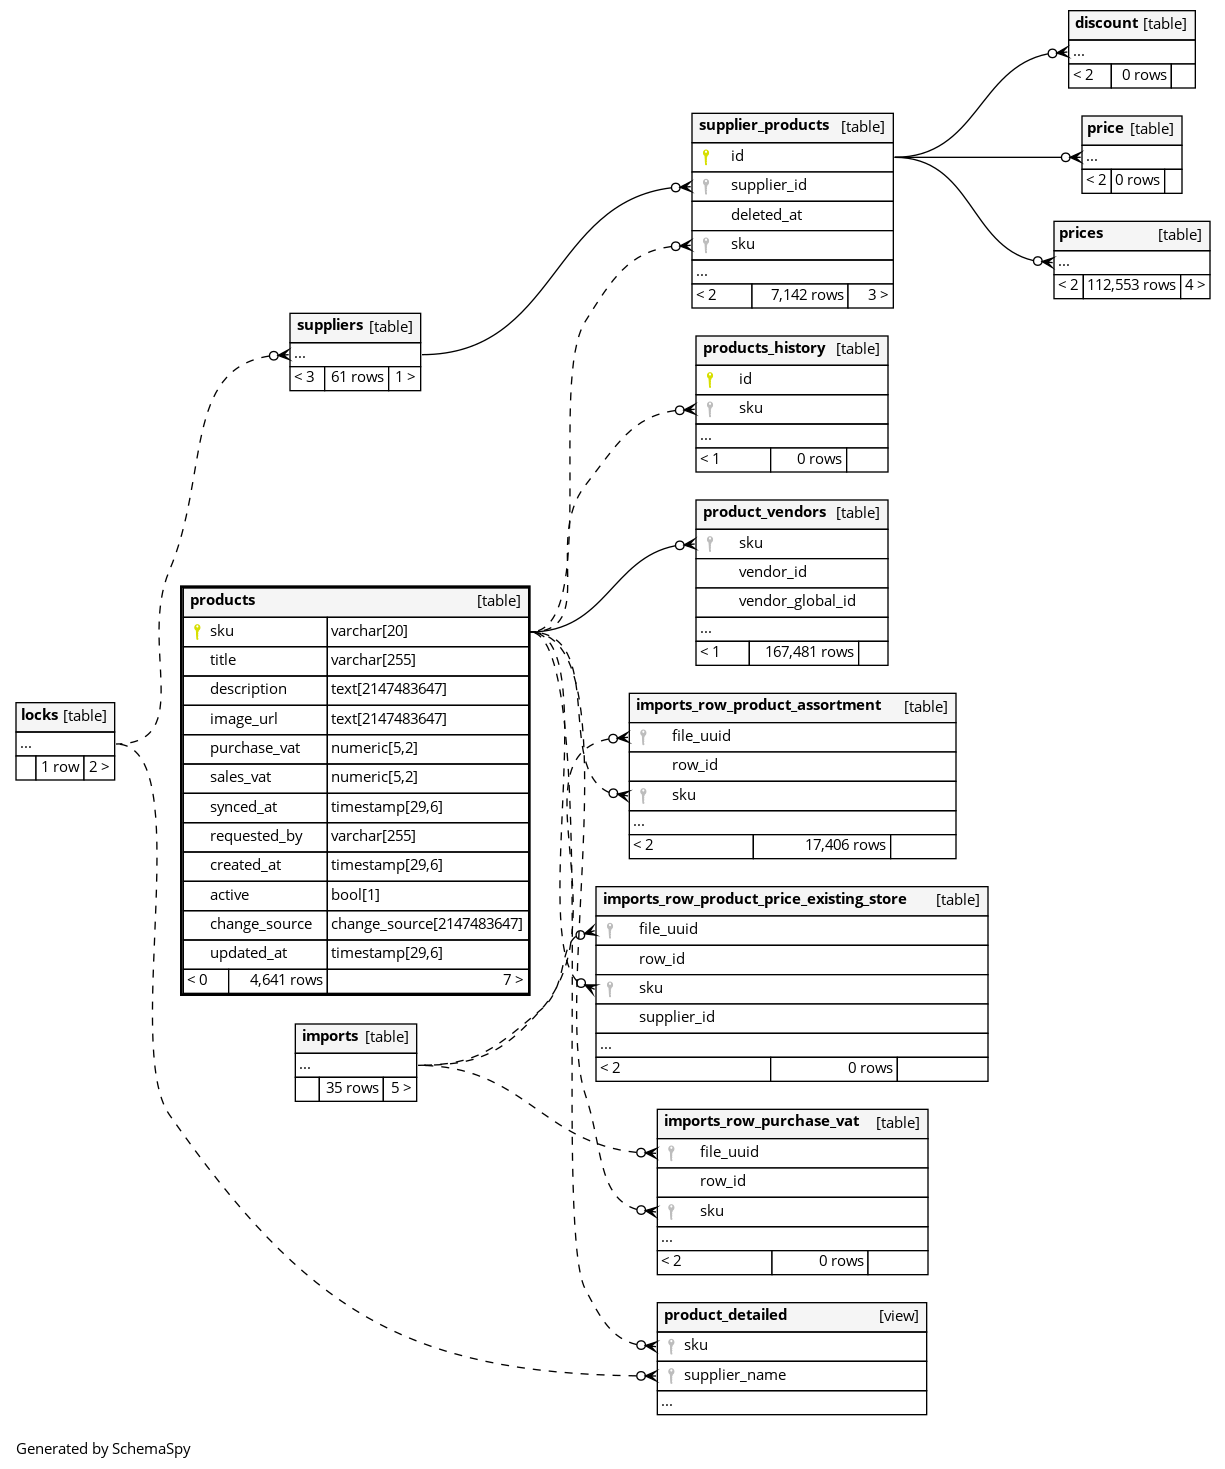 discount [table]
...
< 2 0 rows
price [table]
...
< 2 0 rows
prices [table]
...
< 2 112,553 rows 4 >
supplier_products [table]
id
supplier_id
deleted_at
sku
...
< 2 7,142 rows 3 >
suppliers [table]
...
< 3 61 rows 1 >
products_history [table]
id
sku
...
< 1 0 rows
product_vendors [table]
sku
vendor_id
vendor_global_id
...
< 1 167,481 rows
products [table]
sku varchar[20]
title varchar[255]
description text[2147483647]
image_url text[2147483647]
purchase_vat numeric[5,2]
sales_vat numeric[5,2]
synced_at timestamp[29,6]
requested_by varchar[255]
created_at timestamp[29,6]
active bool[1]
change_source change_source[2147483647]
updated_at timestamp[29,6]
< 0 4,641 rows 7 >
locks [table]
...
1 row 2 >
imports_row_product_assortment [table]
file_uuid
row_id
sku
...
< 2 17,406 rows
imports_row_product_price_existing_store [table]
file_uuid
row_id
sku
supplier_id
...
< 2 0 rows
imports [table]
...
35 rows 5 >
imports_row_purchase_vat [table]
file_uuid
row_id
sku
...
< 2 0 rows
product_detailed [view]
sku
supplier_name
...
Generated by SchemaSpy